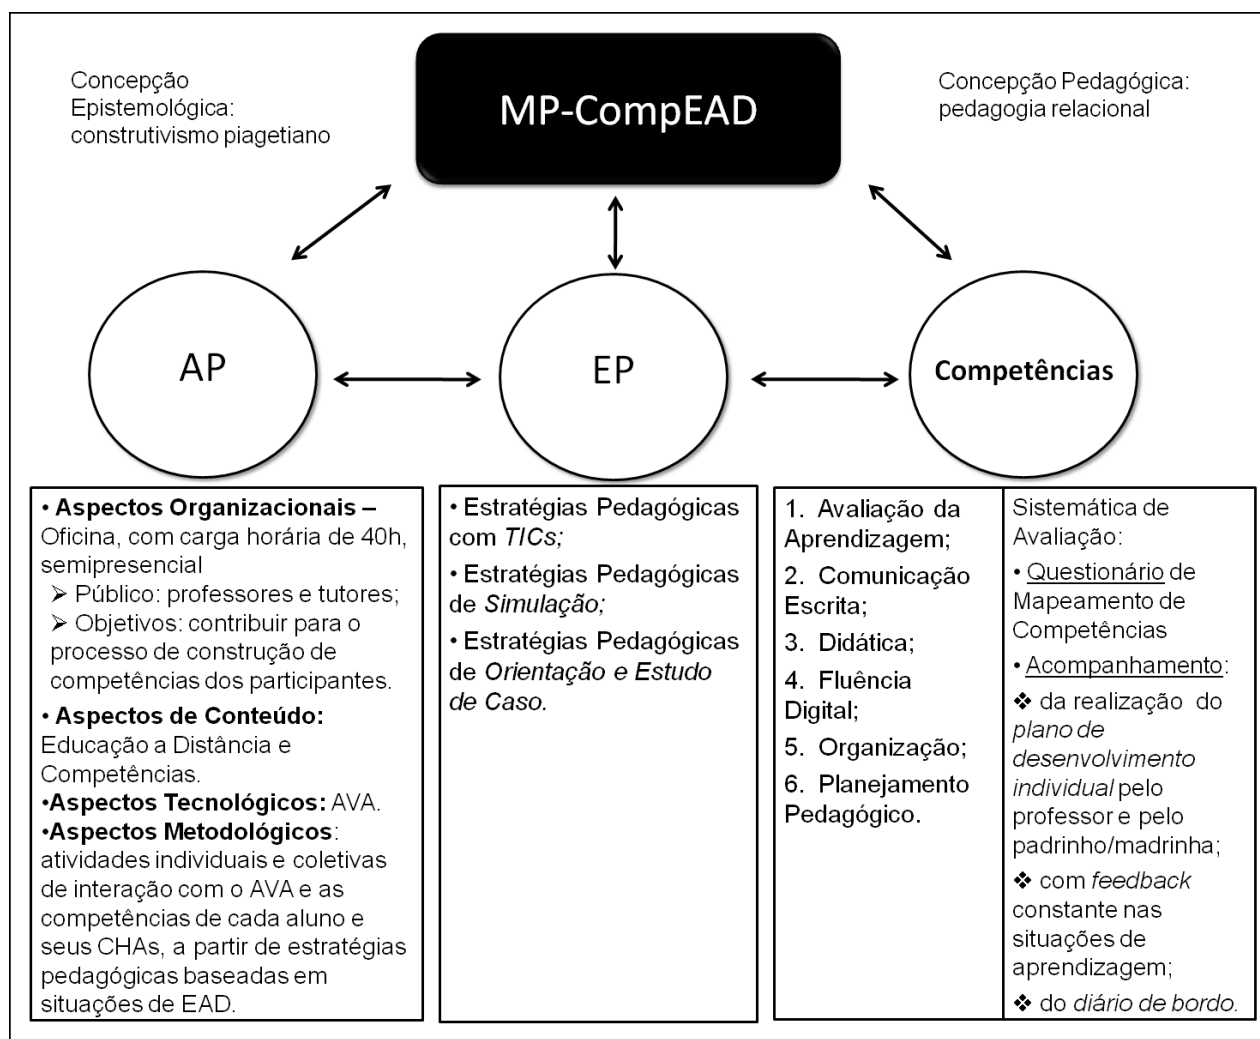 Concepção
Epistemológica:
construtivismo piagetiano
MP-CompEAD
Concepção Pedagógica:
pedagogia relacional
AP
EP
Competências
• Aspectos Organizacionais –
Oficina, com carga horária de 40h,
semipresencial
➢ Público: professores e tutores;
➢ Objetivos: contribuir para o
processo de construção de
competências dos participantes.
• Aspectos de Conteúdo:
Educação a Distância e
Competências.
•Aspectos Tecnológicos: AVA.
•Aspectos Metodológicos:
atividades individuais e coletivas
de interação com o AVA e as
competências de cada aluno e
seus CHAs, a partir de estratégias
pedagógicas baseadas em
situações de EAD.
• Estratégias Pedagógicas
com TICs;
• Estratégias Pedagógicas
de Simulação;
• Estratégias Pedagógicas
de Orientação e Estudo
de Caso.
1. Avaliação da
Aprendizagem;
2. Comunicação
Escrita;
3. Didática;
4. Fluência
Digital;
5. Organização;
6. Planejamento
Pedagógico.
Sistemática de
Avaliação:
• Questionário de
Mapeamento de
Competências
• Acompanhamento:
❖ da realização do
plano de
desenvolvimento
individual pelo
professor e pelo
padrinho/madrinha;
❖ com feedback
constante nas
situações de
aprendizagem;
❖ do diário de bordo.